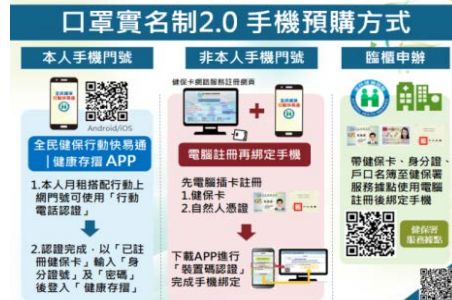 口罩實名制2.0 手機預購方式
本人手機門號
Android/iOS
全民健保行動快易通
|健康存摺 APP
1.本人月租搭配行動上
網門號可使用「行動
電話認證」
2.認證完成,以「已註
冊健保卡」輸入「身
分證號」及「密碼」
後登入「健康存摺」
非本人手機門號
健保卡網路服務註冊網頁
電腦註冊再綁定手機
先電腦插卡註冊
1.健保卡
2.自然人憑證
下載APP進行
「裝置碼認證」
完成手機綁定
臨櫃申辦
帶健保卡、身分證、
戶口名簿至健保署
服務據點使用電腦
註冊後綁定手機
健保署
服務據點